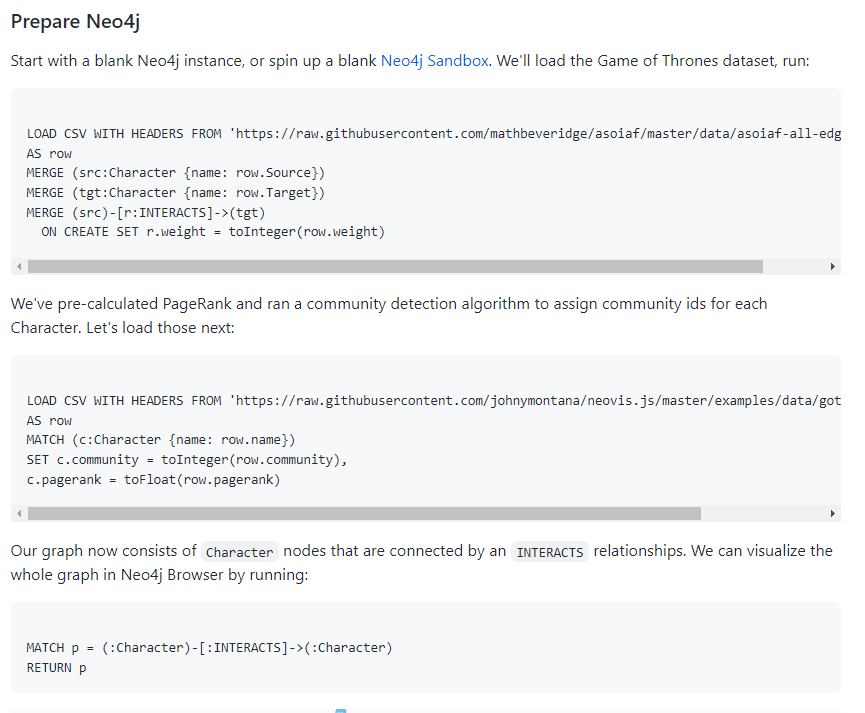 Prepare Neo4j
Start with a blank Neo4j instance, or spin up a blank Neo4j Sandbox. We'll load the Game of Thrones dataset, run:
LOAD CSV WITH HEADERS FROM 'https://raw.githubusercontent.com/mathbeveridge/asoiaf/master/data/asoiaf-all-edg
AS row
MERGE (src:Character {name: row.Source})
MERGE (tgt:Character {name: row.Target})
MERGE (src)-[r:INTERACTS]->(tgt)
  ON CREATE SET r.weight = toInteger(row.weight)
We've pre-calculated PageRank and ran a community detection algorithm to assign community ids for each
Character. Let's load those next:
LOAD CSV WITH HEADERS FROM 'https://raw.githubusercontent.com/johnymontana/neovis.js/master/examples/data/got
AS row
MATCH (c:Character {name: row.name})
SET c.community = toInteger(row.community),
c.pagerank = toFloat(row.pagerank)
Our graph now consists of Character nodes that are connected by an INTERACTS relationships. We can visualize the
whole graph in Neo4j Browser by running:
MATCH p = (:Character)-[:INTERACTS]->(:Character)
RETURN p